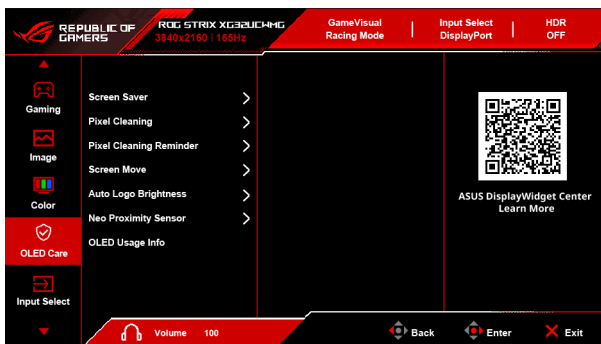 REPUBLIC OF
GAMERS
ROG STRIX XG32UCWMG
3840x2160 | 165Hz
GameVisual
Racing Mode
Input Select
DisplayPort
HDR
OFF
Gaming
Image
Color
OLED Care
Input Select
Screen Saver
Pixel Cleaning
Pixel Cleaning Reminder
Screen Move
Auto Logo Brightness
Neo Proximity Sensor
OLED Usage Info
ASUS DisplayWidget Center
Learn More
Volume 100
Back
Enter
Exit